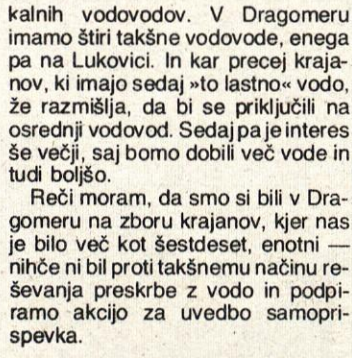 kalnih vodovodov. V Dragomeru
imamo štiri takšne vodovode, enega
pa na Lukovici. In kar precej kraja-
nov, ki imajo sedaj »to lastno« vodo,
že razmišlja, da bi se priključili na
osrednji vodovod. Sedaj pa je interes
še večji, saj bomo dobili več vode in
tudi boljšo.
Reči moram, da smo si bili v Dra-
gomeru na zboru krajanov, kjer nas
je bilo več kot šestdeset, enotni —
nihče ni bil proti takšnemu načinu re-
ševanja preskrbe z vodo in podpi-
ramo akcijo za uvedbo samopri-
spevka.